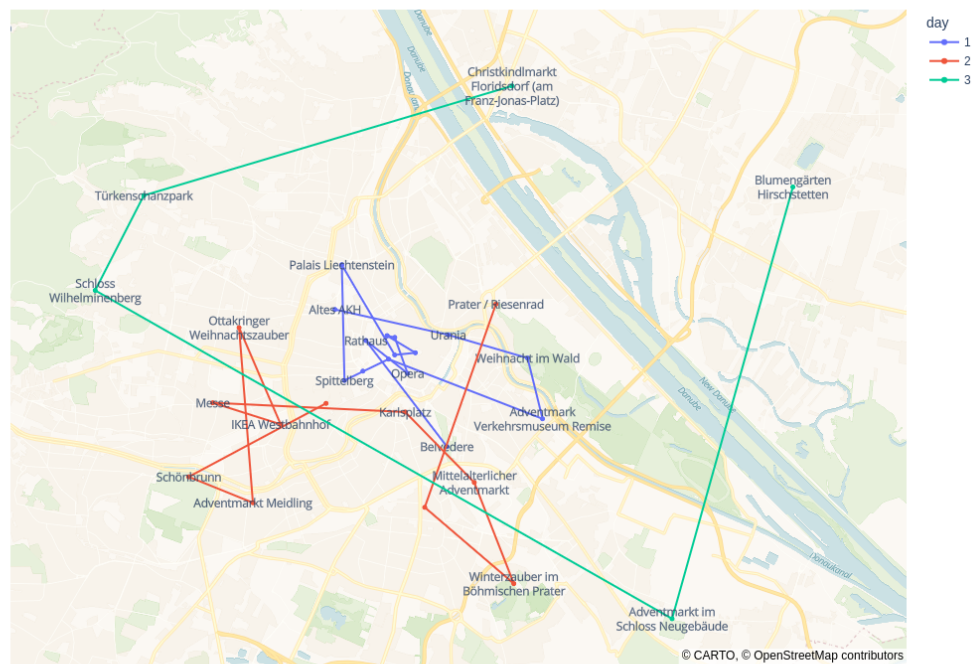 day
1
2
3
Danube
Danube
Christkindlmarkt
Floridsdorf (am
Franz-Jonas-Platz)
Türkenschanzpark
Blumengärten
Hirschstetten
Palais Liechtenstein
Schloss
Wilhelminenberg
Altes AKH
Prater / Riesenrad
Ottakringer
Weihnachtszauber
Rathaus
Urania
Weihnacht im Wald
Spittelberg
Opera
New Danube
Danube
Messe
Karlsplatz
Adventmark
Verkehrsmuseum Remise
IKEA Westbahnhof
Belvedere
Schönbrunn
Mittelalterlicher
Adventmarkt
Adventmarkt Meidling
Donaukanal
Winterzauber im
Böhmischen Prater
Adventmarkt im
Schloss Neugebäude
© CARTO, © OpenStreetMap contributors